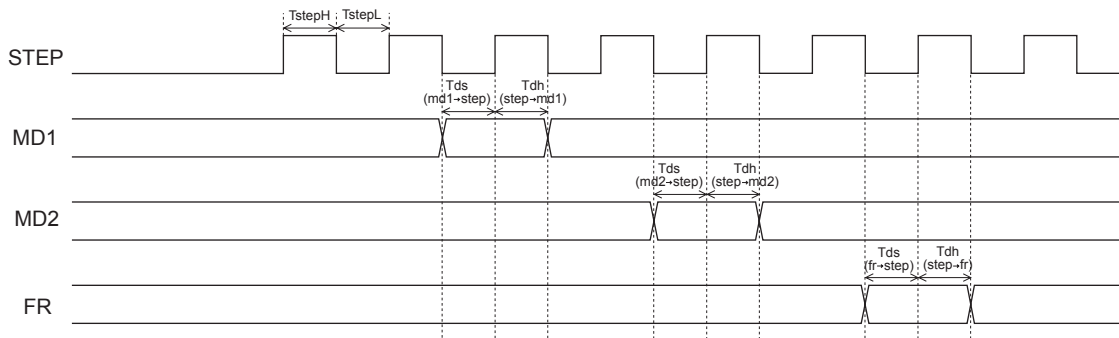 TstepH TstepL
STEP
Tds Tdh
(md1→step) (step→md1)
MD1
Tds Tdh
(md2→step) (step→md2)
MD2
Tds Tdh
(fr→step) (step→fr)
FR